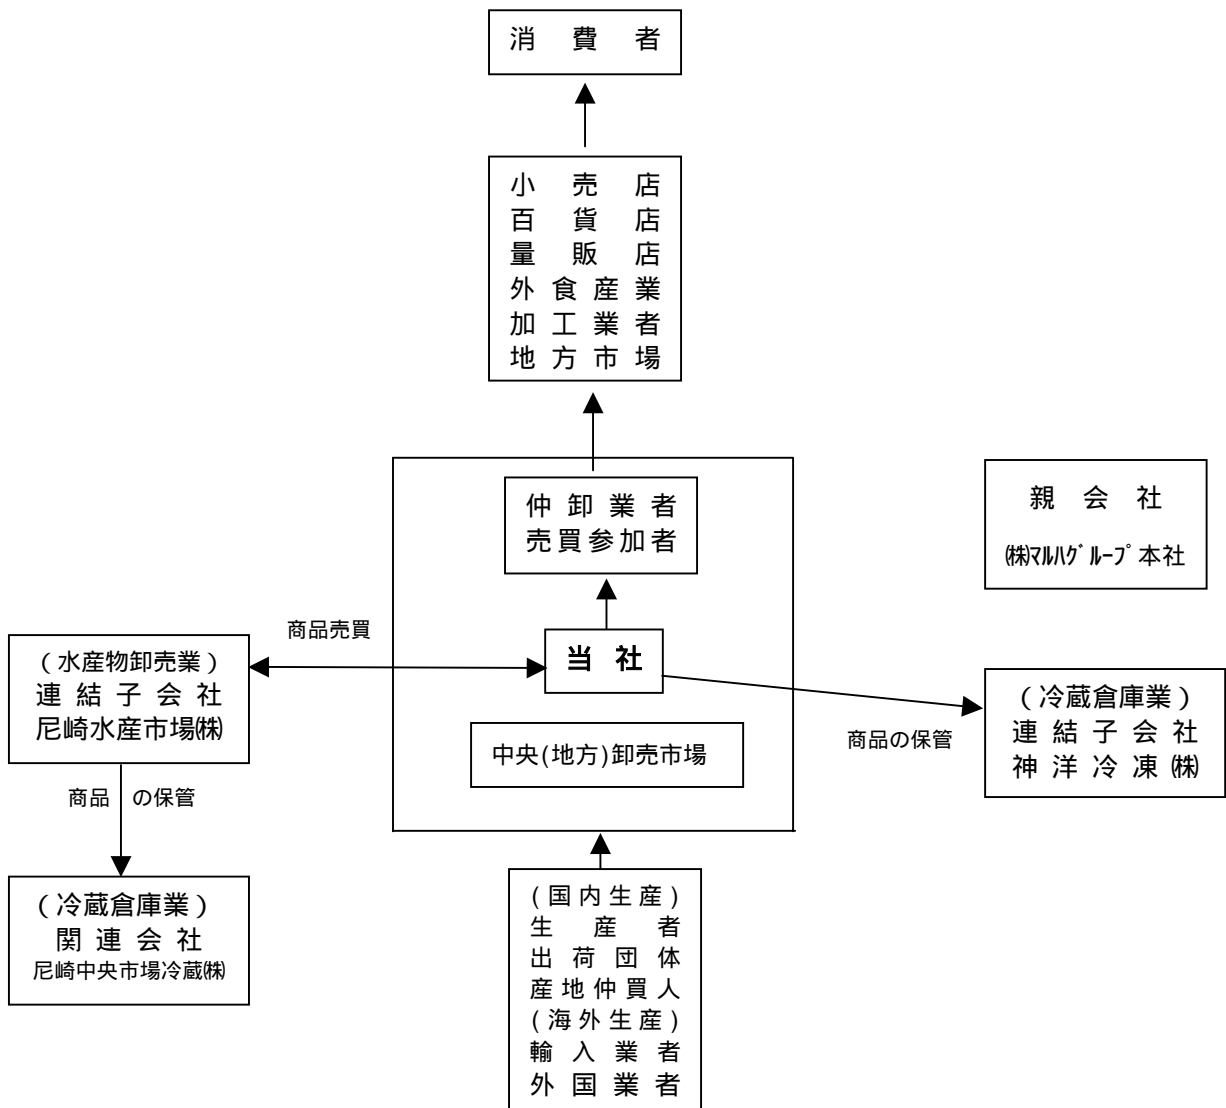 消費者
小売店
百貨店
量販店
外食産業
加工業者
地方市場
仲卸業者
売買参加者
親会社
㈱ﾏﾙﾊｸﾞﾙｰﾌﾟ本社
商品売買
当社
(水産物卸売業)
連結子会社
尼崎水産市場㈱
(冷蔵倉庫業)
連結子会社
神洋冷凍㈱
商品の保管
中央(地方)卸売市場
商品の保管
(冷蔵倉庫業)
関連会社
尼崎中央市場冷蔵㈱
(国内生産)
生産者
出荷団体
産地仲買人
(海外生産)
輸入業者
外国業者